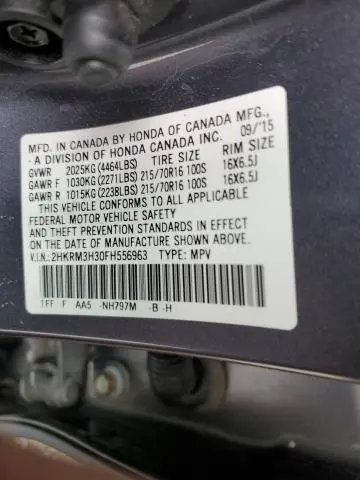 MFD. IN CANADA BY HONDA OF CANADA MFG.,
- A DIVISION OF HONDA CANADA INC. 09/'15
GVWR 2025KG(4464LBS) TIRE SIZE RIM SIZE
GAWR F 1030KG(2271LBS) 215/70R16 100S 16X6.5J
GAWR R 1015KG(2238LBS) 215/70R16 100S 16X6.5J
THIS VEHICLE CONFORMS TO ALL APPLICABLE
FEDERAL MOTOR VEHICLE SAFETY
AND THEFT PREVENTION STANDARDS IN EFFECT
ON THE DATE OF MANUFACTURE SHOWN ABOVE.
V.I.N.:2HKRM3H30FH556963 TYPE: MPV
1FF F AA5 -NH797M -B -H